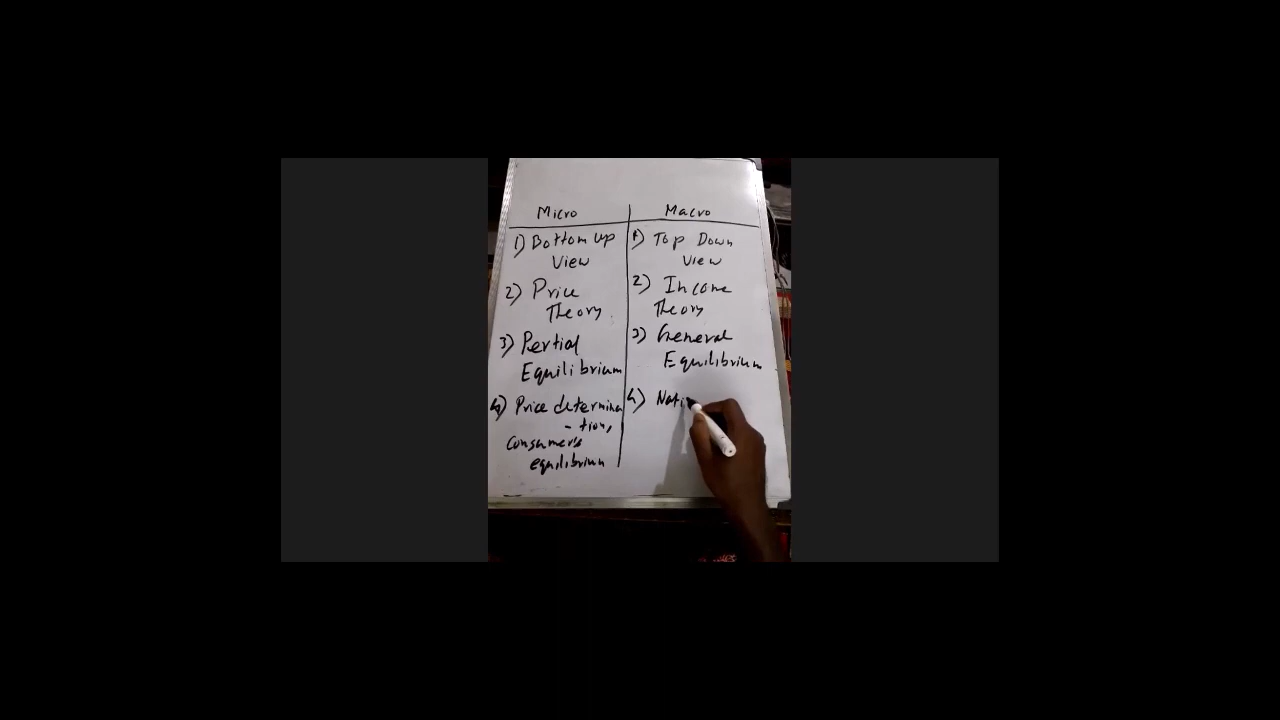 Micro
Macro
1) Bottom up
View
2) Price
Theory
3) Pertial
Equilibrium
4) Price determina
- tion,
Consumer's
equilibrium
1) Top Down
View
2) Income
Theory
3) General
Equilibrium
4) Nati